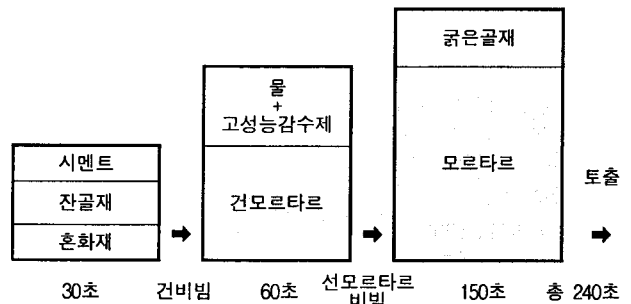 굵은골재
물
+
고성능감수제
시멘트
잔골재
혼화재
건모르타르
모르타르
토출
30초
건비빔
60초
선모르타르
비빔
150초
총 240초